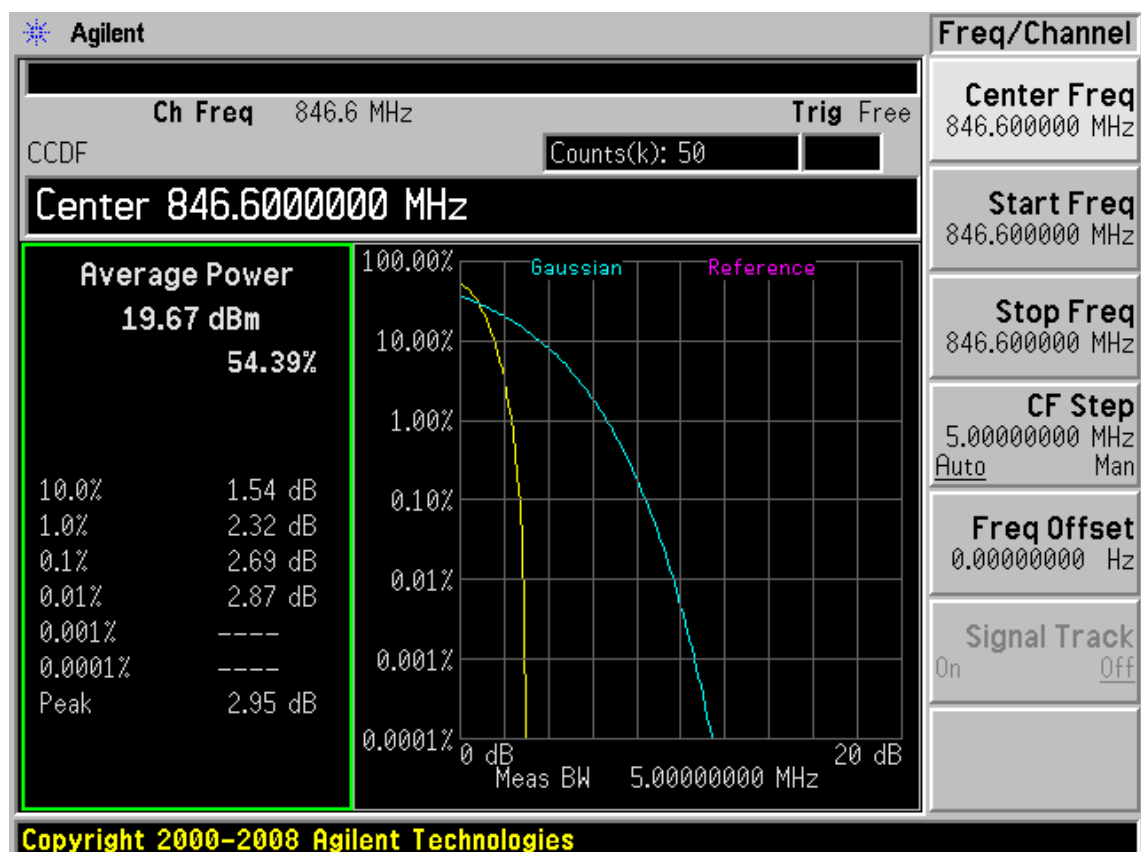 Agilent
Freq/Channel
Ch Freq 846.6 MHz Trig Free
CCDF Counts(k): 50
Center 846.6000000 MHz
Average Power
19.67 dBm
54.39%
10.0% 1.54 dB
1.0% 2.32 dB
0.1% 2.69 dB
0.01% 2.87 dB
0.001% ----
0.0001% ----
Peak 2.95 dB
Gaussian Reference
100.00%
10.00%
1.00%
0.10%
0.01%
0.001%
0.0001%
0 dB 20 dB
Meas BW 5.00000000 MHz
Center Freq
846.600000 MHz
Start Freq
846.600000 MHz
Stop Freq
846.600000 MHz
CF Step
5.00000000 MHz
Auto Man
Freq Offset
0.00000000 Hz
Signal Track
On Off
Copyright 2000-2008 Agilent Technologies